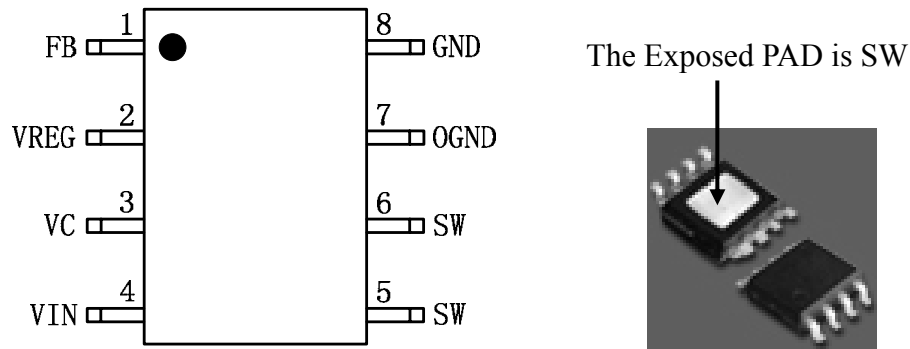 1
8
FB
GND
The Exposed PAD is SW
2
7
VREG
OGND
3
6
VC
SW
4
5
VIN
SW